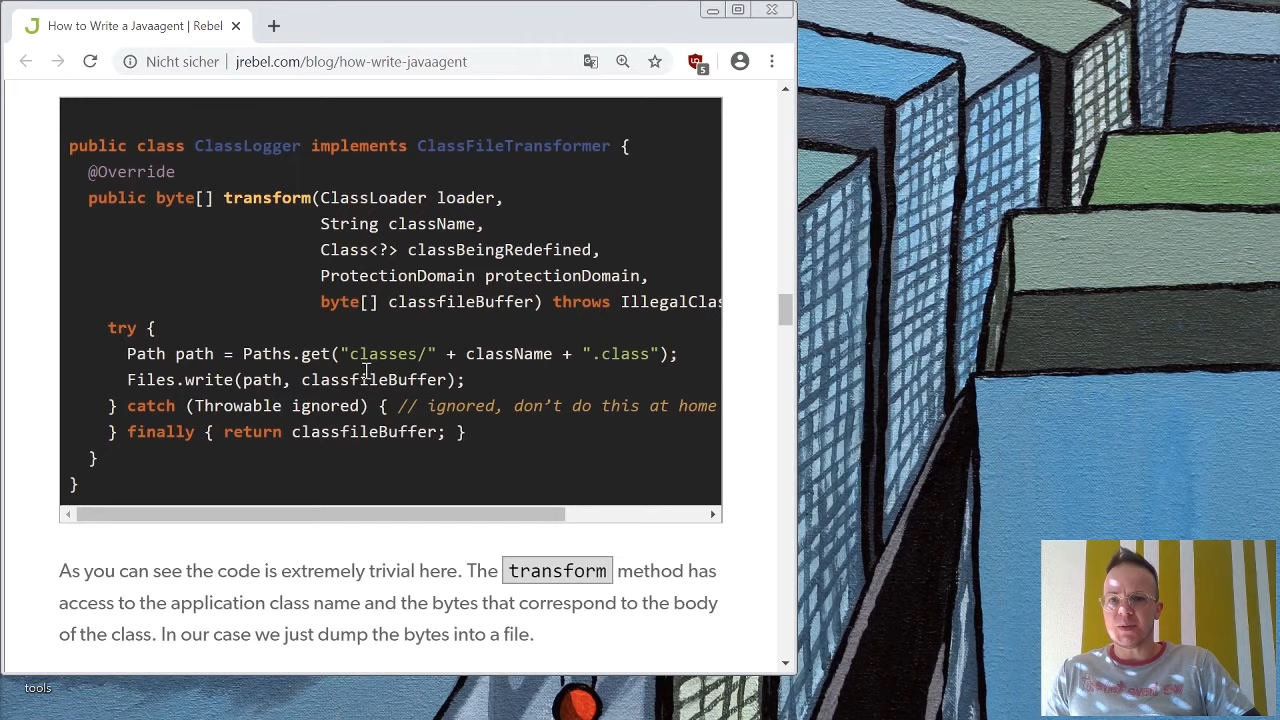 How to Write a Javaagent | Rebel
Nicht sicher | jrebel.com/blog/how-write-javaagent
5
public class ClassLogger implements ClassFileTransformer {
@Override
public byte[] transform(ClassLoader loader,
String className,
Class<?> classBeingRedefined,
ProtectionDomain protectionDomain,
byte[] classfileBuffer) throws IllegalClas
try {
Path path = Paths.get("classes/" + className + ".class");
Files.write(path, classfileBuffer);
} catch (Throwable ignored) { // ignored, don’t do this at home
} finally { return classfileBuffer; }
}
}
As you can see the code is extremely trivial here. The transform method has
access to the application class name and the bytes that correspond to the body
of the class. In our case we just dump the bytes into a file.
tools